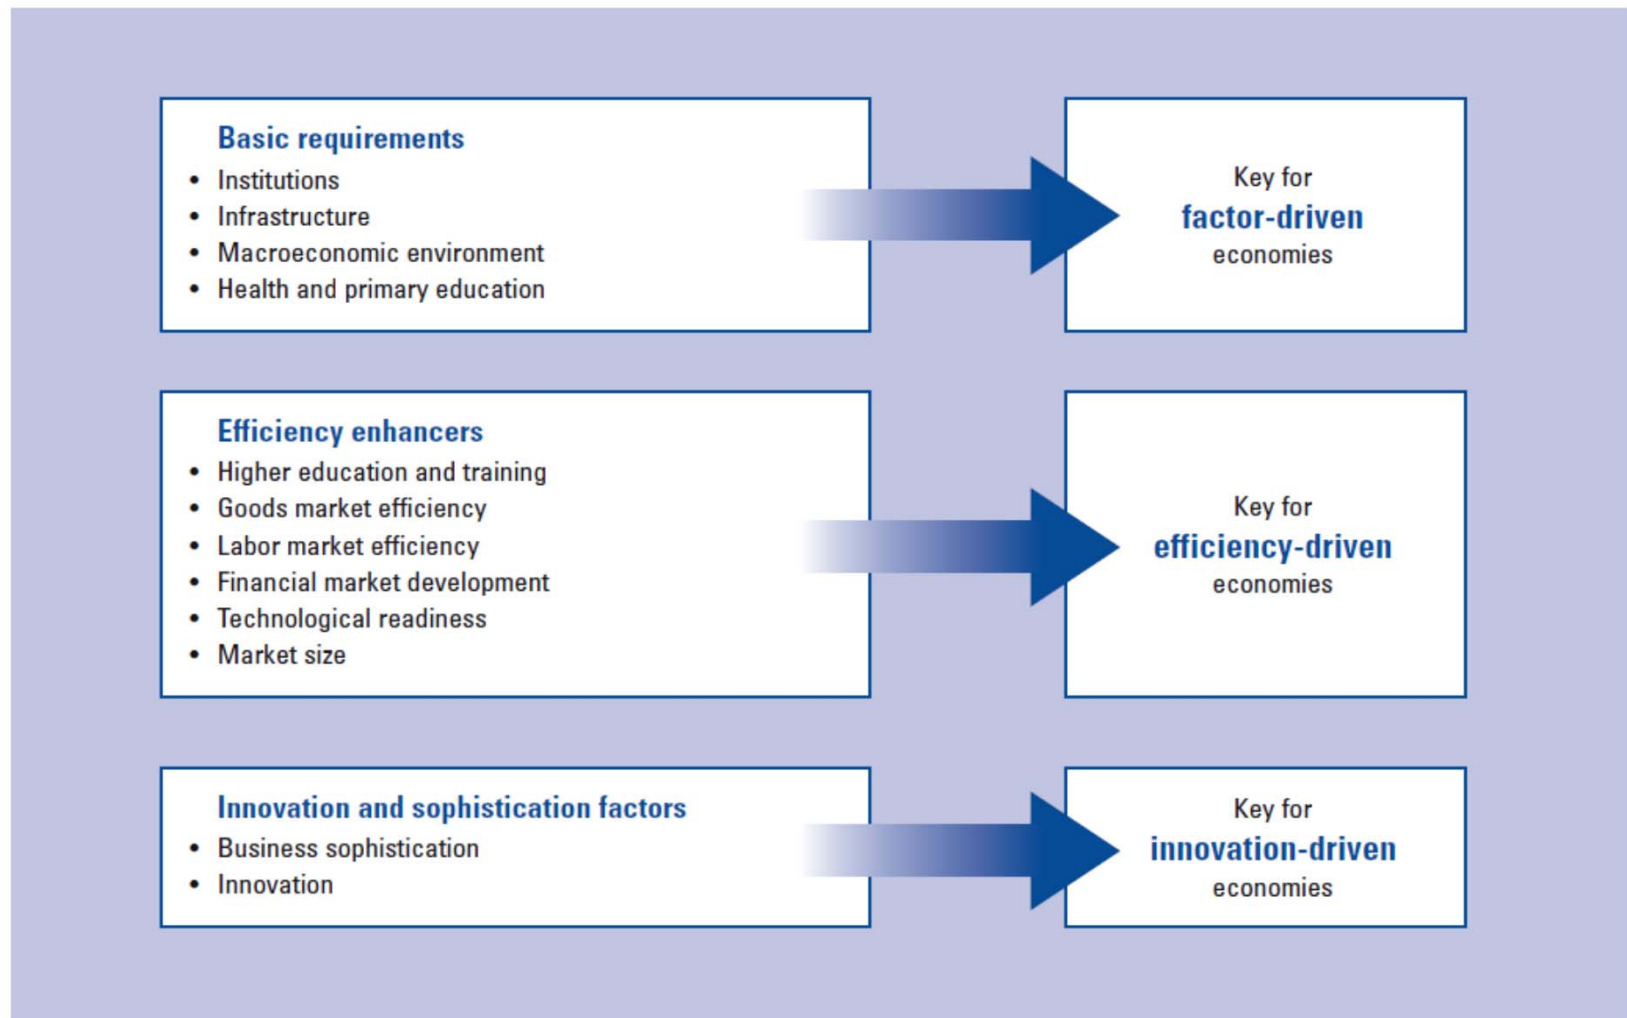 Basic requirements
• Institutions
• Infrastructure
• Macroeconomic environment
• Health and primary education
Key for
factor-driven
economies
Efficiency enhancers
• Higher education and training
• Goods market efficiency
• Labor market efficiency
• Financial market development
• Technological readiness
• Market size
Key for
efficiency-driven
economies
Innovation and sophistication factors
• Business sophistication
• Innovation
Key for
innovation-driven
economies